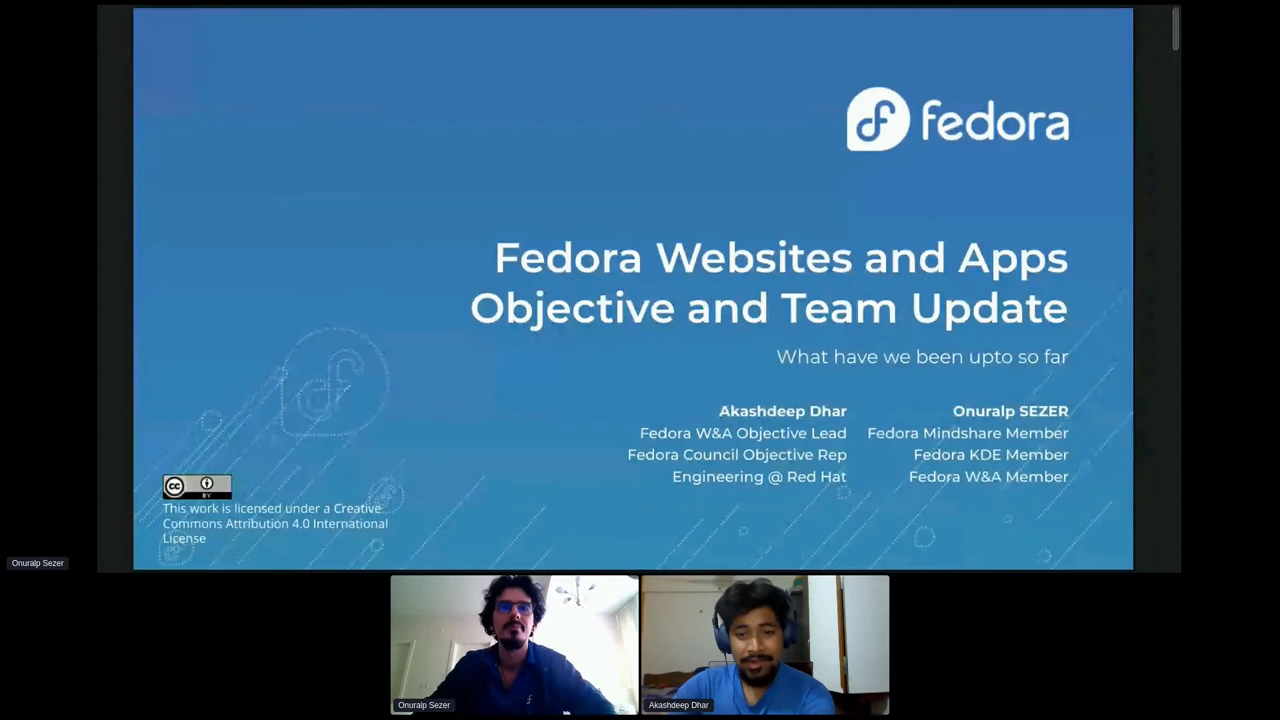 fedora
Fedora Websites and Apps
Objective and Team Update
What have we been upto so far
Akashdeep Dhar
Fedora W&A Objective Lead
Fedora Council Objective Rep
Engineering @ Red Hat
Onuralp SEZER
Fedora Mindshare Member
Fedora KDE Member
Fedora W&A Member
CC
BY
This work is licensed under a Creative
Commons Attribution 4.0 International
License
Onuralp Sezer
Onuralp Sezer
Akashdeep Dhar